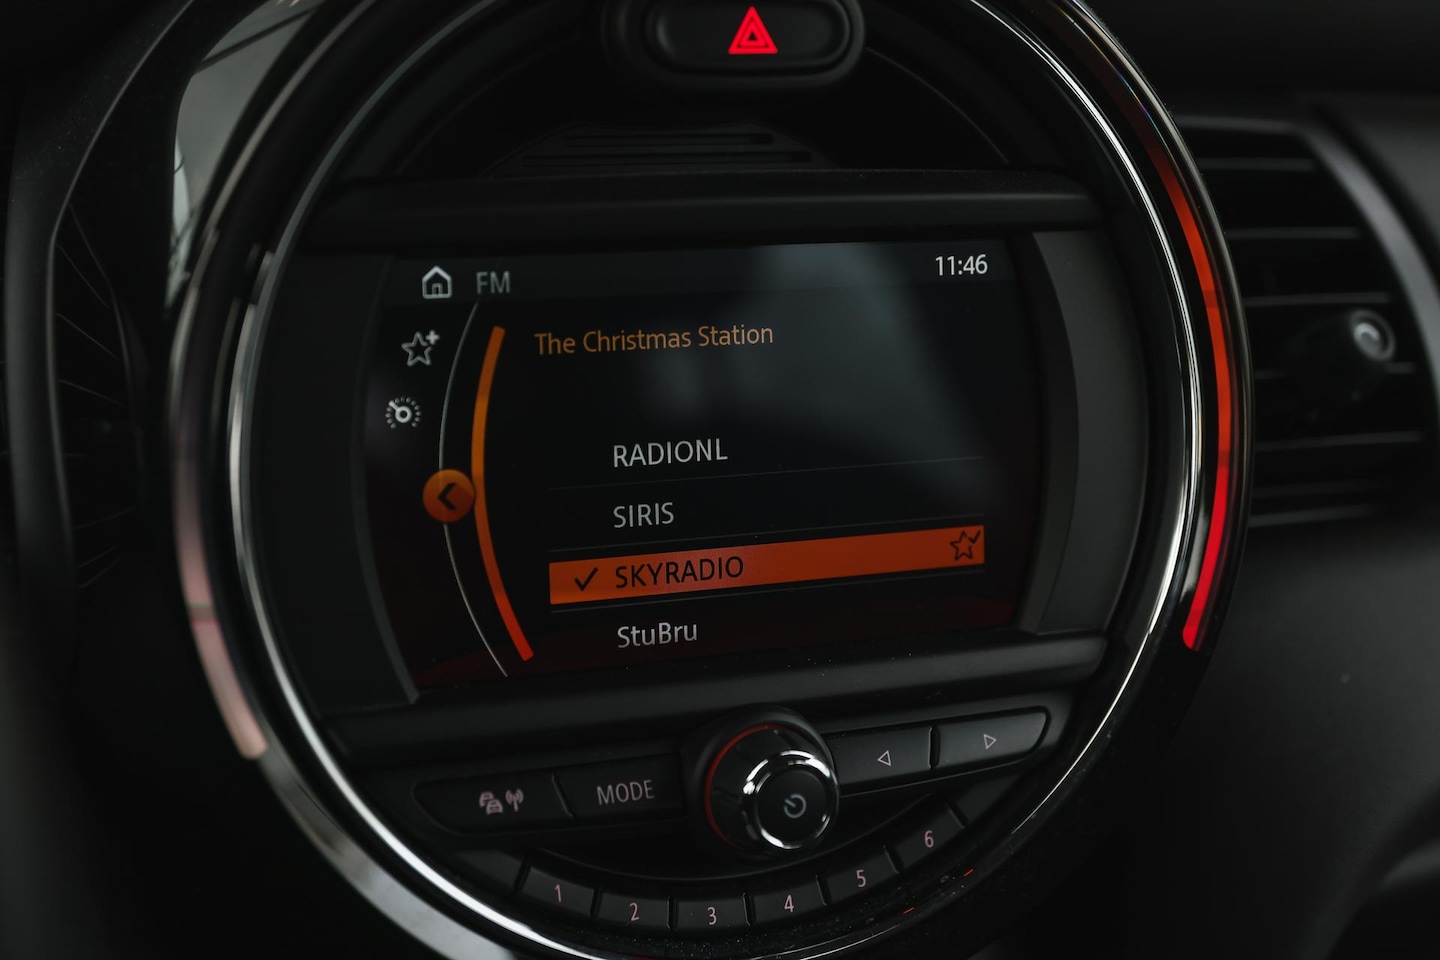 FM
11:46
The Christmas Station
RADIONL
SIRIS
SKYRADIO
StuBru
MODE
1
2
3
4
5
6